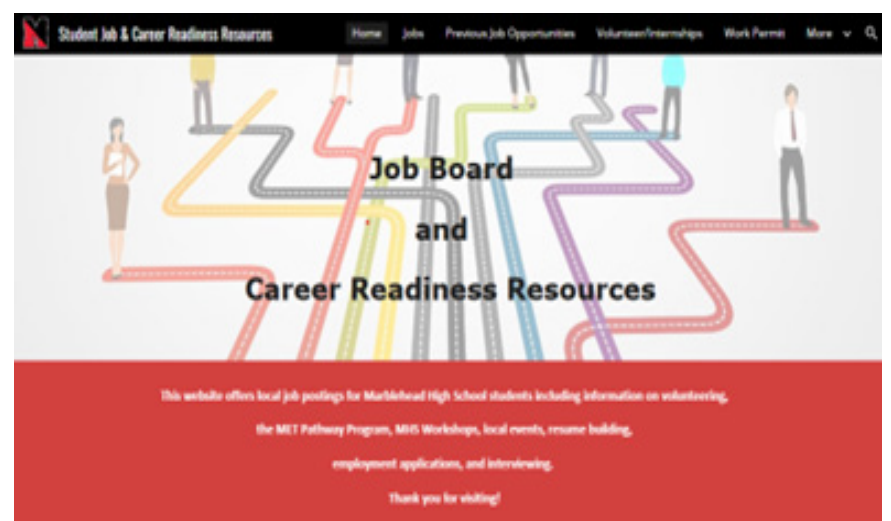 Student Job & Career Readiness Resources Home Jobs Previous Job Opportunities Volunteer/Internships Work Permit More
Job Board
and
Career Readiness Resources
This website offers local job postings for Marblehead High School students including information on volunteering,
the MET Pathway Program, MHS Workshops, local events, resume building,
employment applications, and interviewing.
Thank you for visiting!